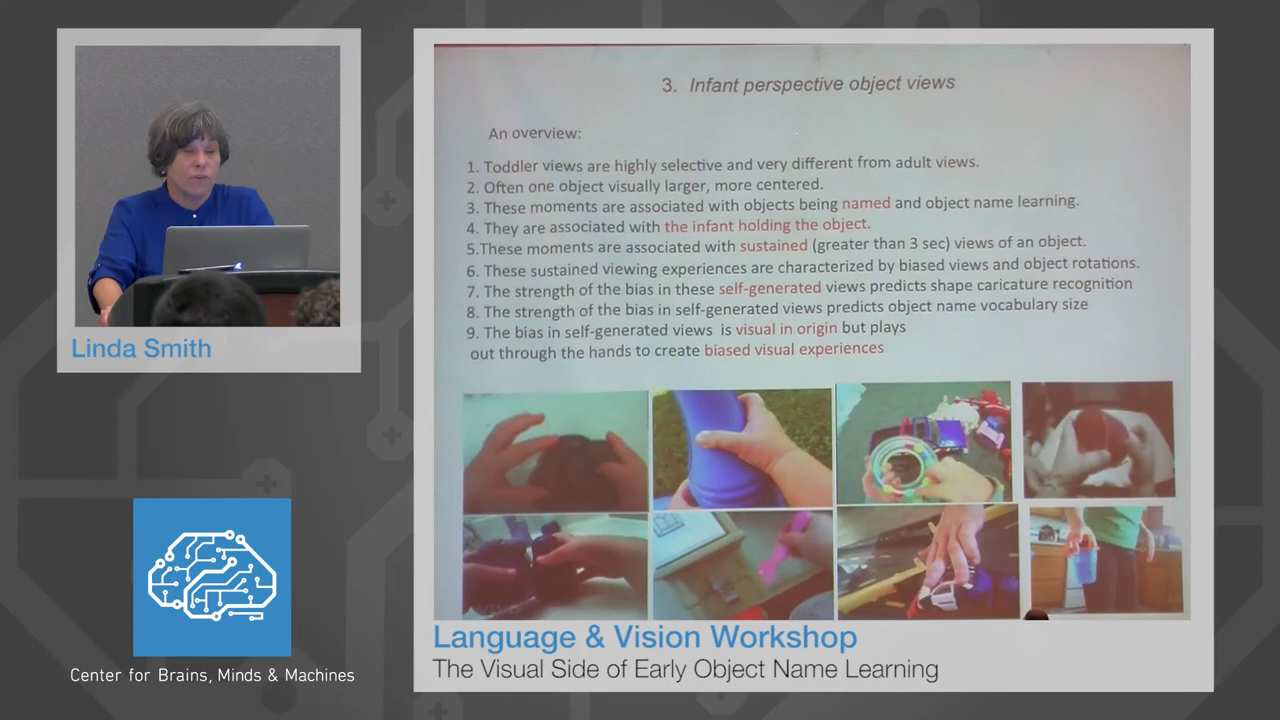 3. Infant perspective object views
An overview:
1. Toddler views are highly selective and very different from adult views.
2. Often one object visually larger, more centered.
3. These moments are associated with objects being named and object name learning.
4. They are associated with the infant holding the object.
5.These moments are associated with sustained (greater than 3 sec) views of an object.
6. These sustained viewing experiences are characterized by biased views and object rotations.
7. The strength of the bias in these self-generated views predicts shape caricature recognition
8. The strength of the bias in self-generated views predicts object name vocabulary size
9. The bias in self-generated views is visual in origin but plays
out through the hands to create biased visual experiences
Linda Smith
Center for Brains, Minds & Machines
Language & Vision Workshop
The Visual Side of Early Object Name Learning